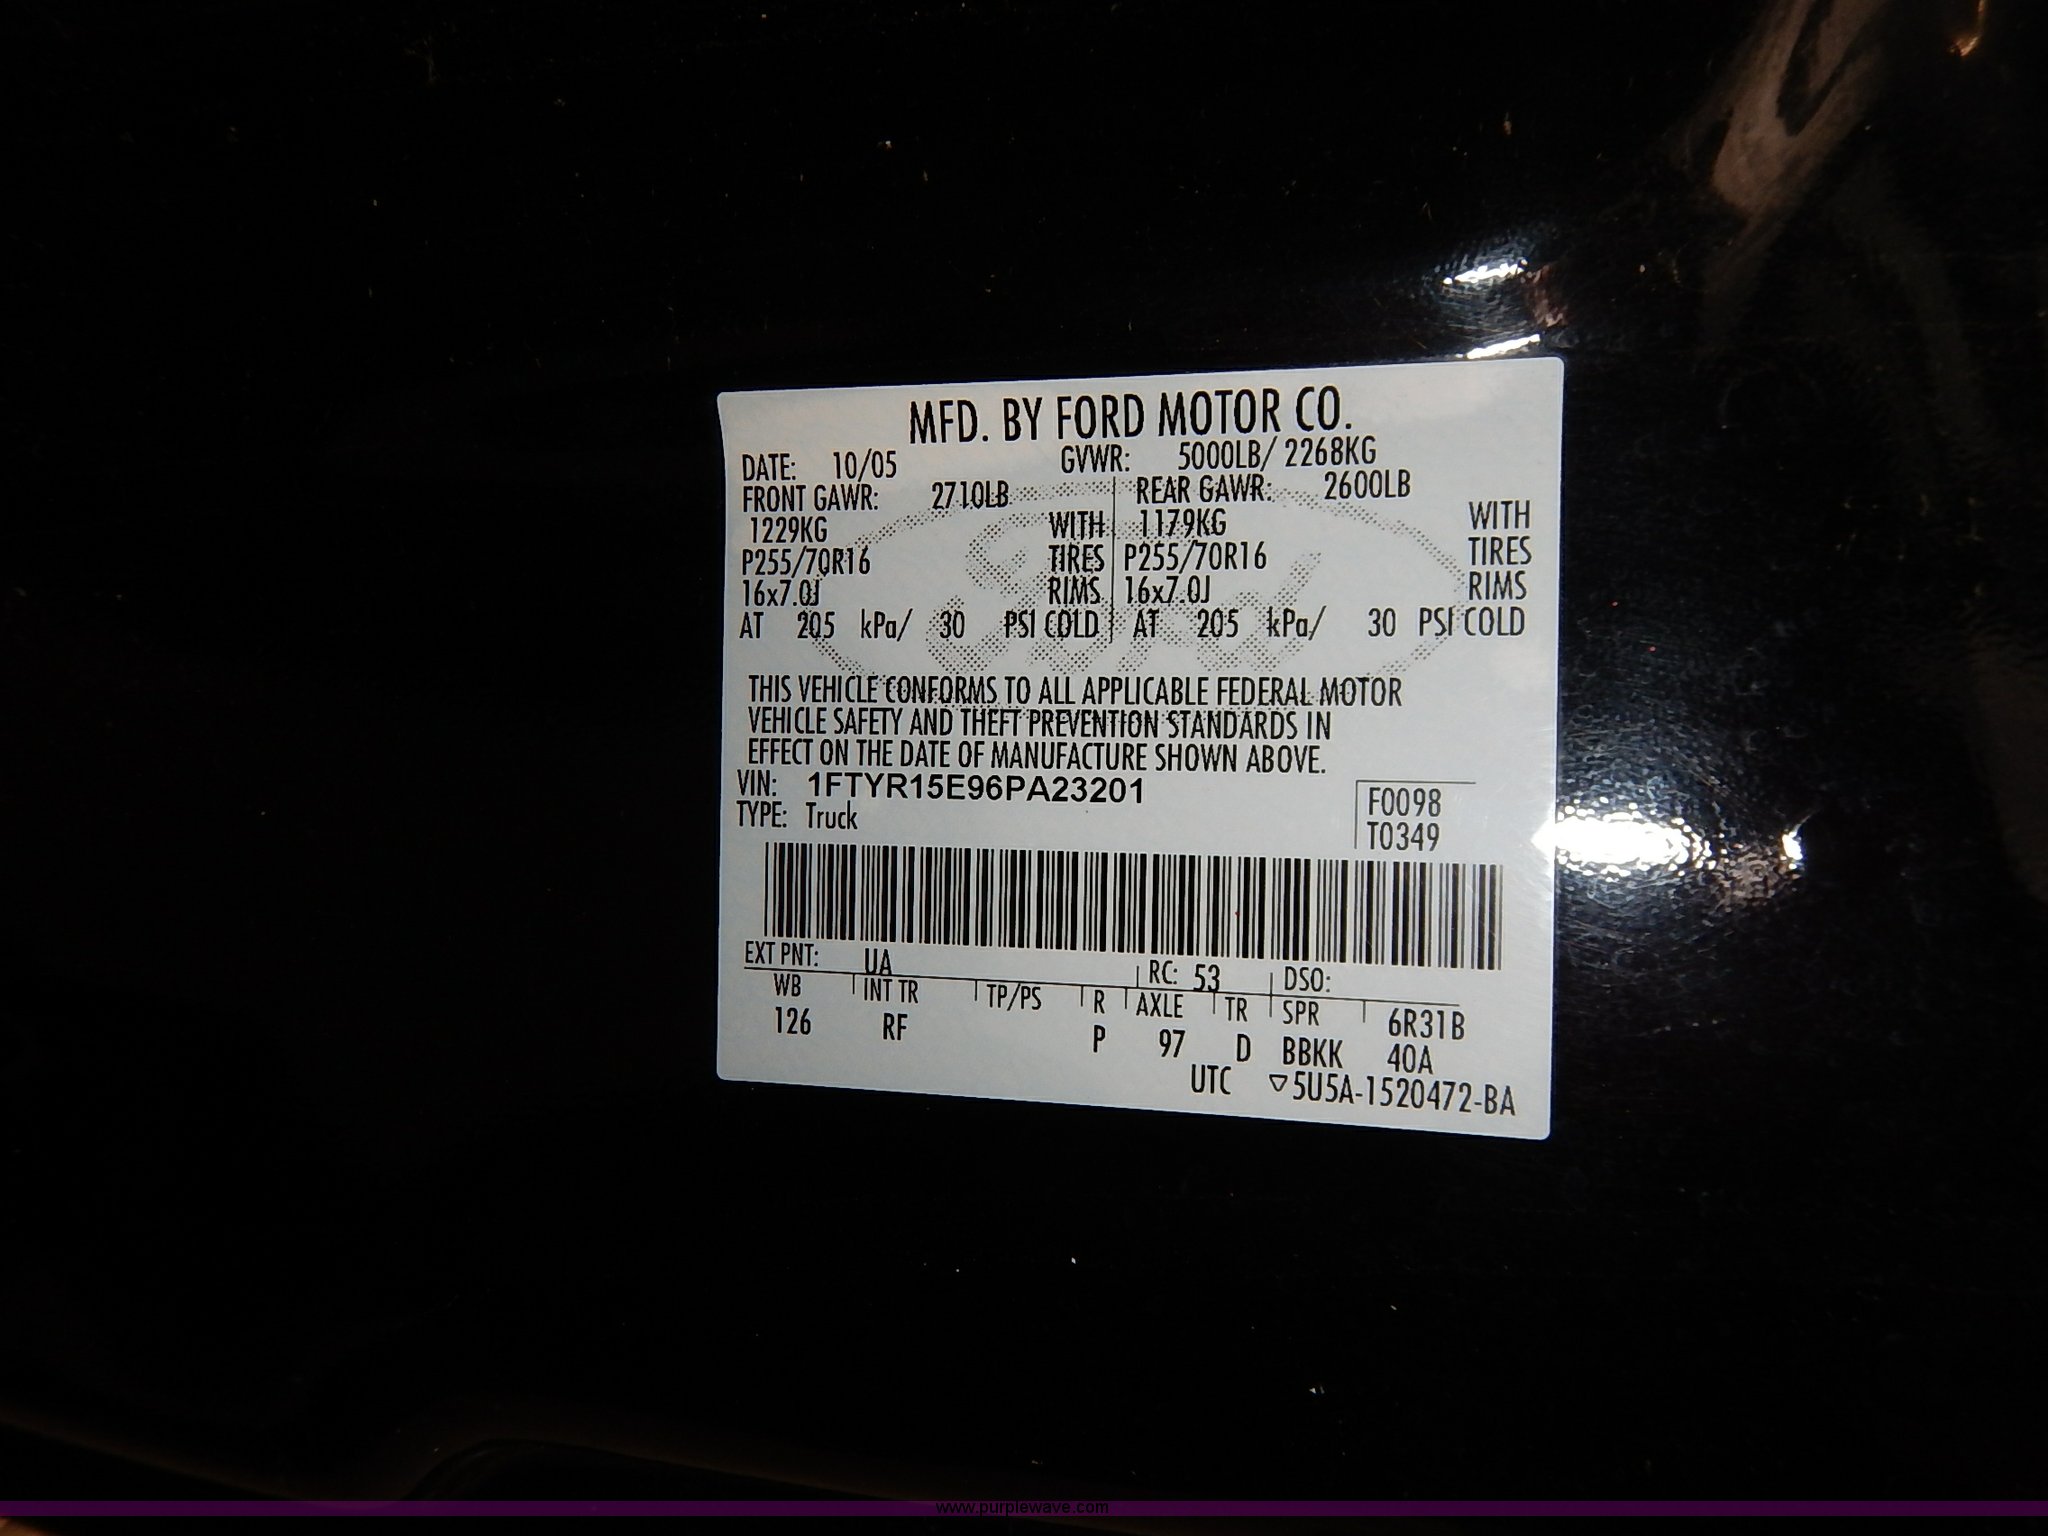 MFD. BY FORD MOTOR CO.
DATE: 10/05 GVWR: 5000LB/ 2268KG
FRONT GAWR: 2710LB REAR GAWR: 2600LB
1229KG WITH 1179KG WITH
P255/70R16 TIRES P255/70R16 TIRES
16x7.0J RIMS 16x7.0J RIMS
AT 205 kPa/ 30 PSI COLD AT 205 kPa/ 30 PSI COLD
Ford
THIS VEHICLE CONFORMS TO ALL APPLICABLE FEDERAL MOTOR
VEHICLE SAFETY AND THEFT PREVENTION STANDARDS IN
EFFECT ON THE DATE OF MANUFACTURE SHOWN ABOVE.
VIN: 1FTYR15E96PA23201
TYPE: Truck
F0098
T0349
EXT PNT: UA RC: 53 DSO:
WB INT TR TP/PS R AXLE TR SPR 6R31B
126 RF P 97 D BBKK 40A
UTC ▽5U5A-1520472-BA
www.purplewave.com